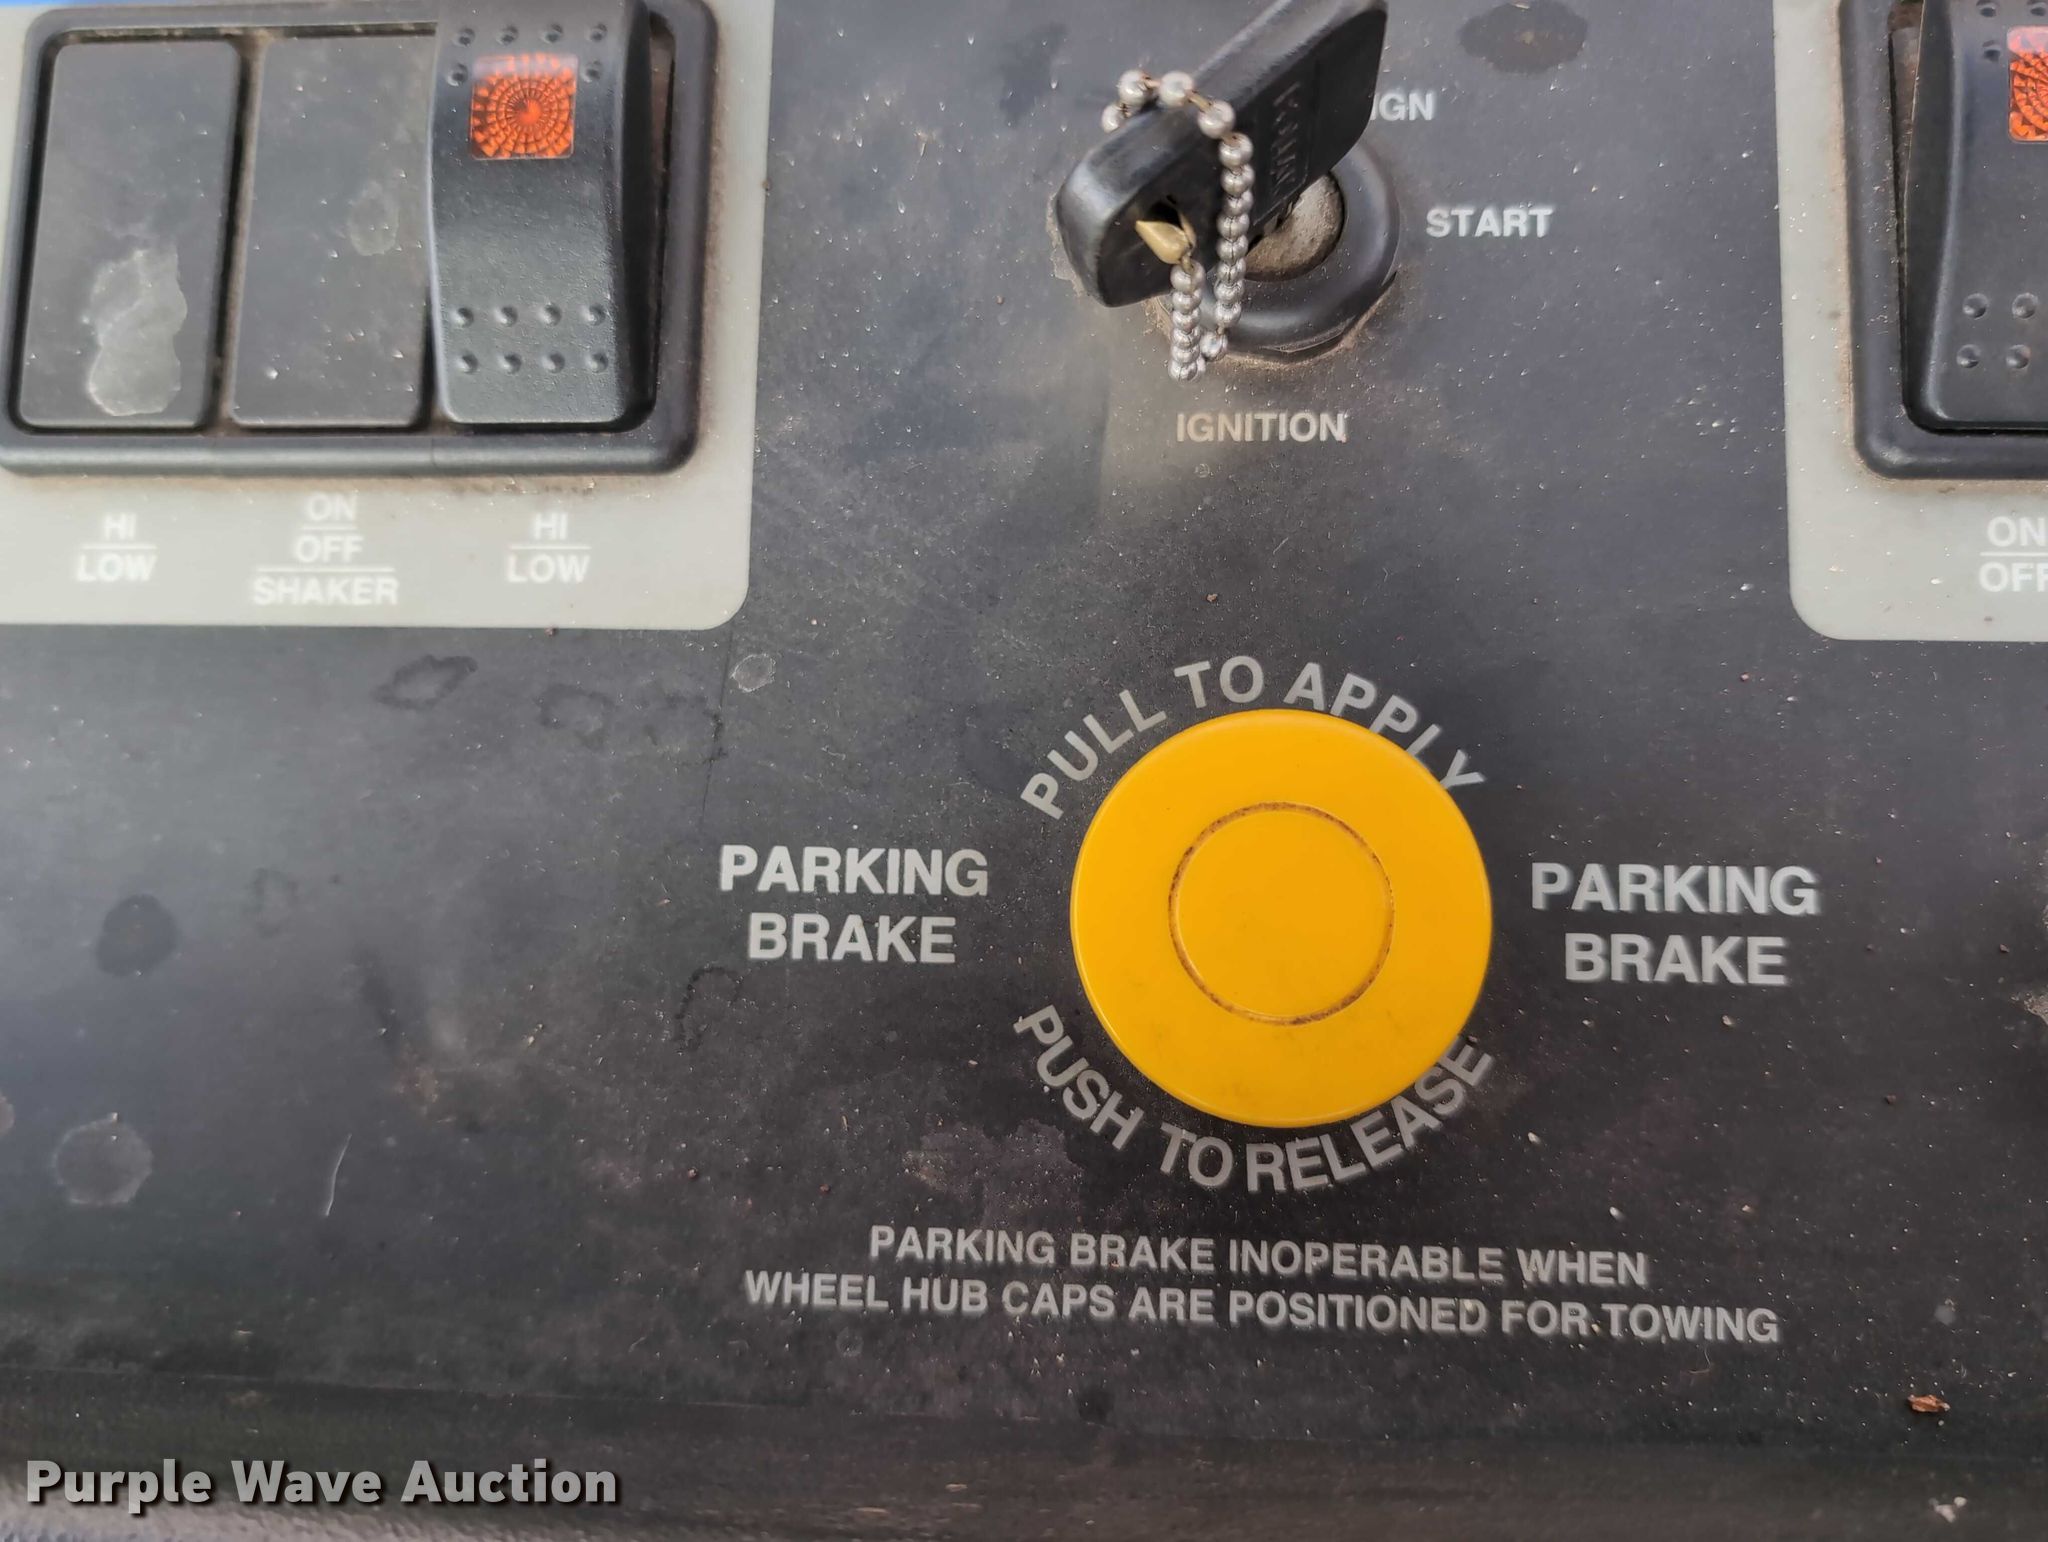 IGN
START
IGNITION
HI
LOW
ON
OFF
SHAKER
HI
LOW
ON
OFF
PULL TO APPLY
PARKING
BRAKE
PARKING
BRAKE
PUSH TO RELEASE
PARKING BRAKE INOPERABLE WHEN
WHEEL HUB CAPS ARE POSITIONED FOR TOWING
Purple Wave Auction